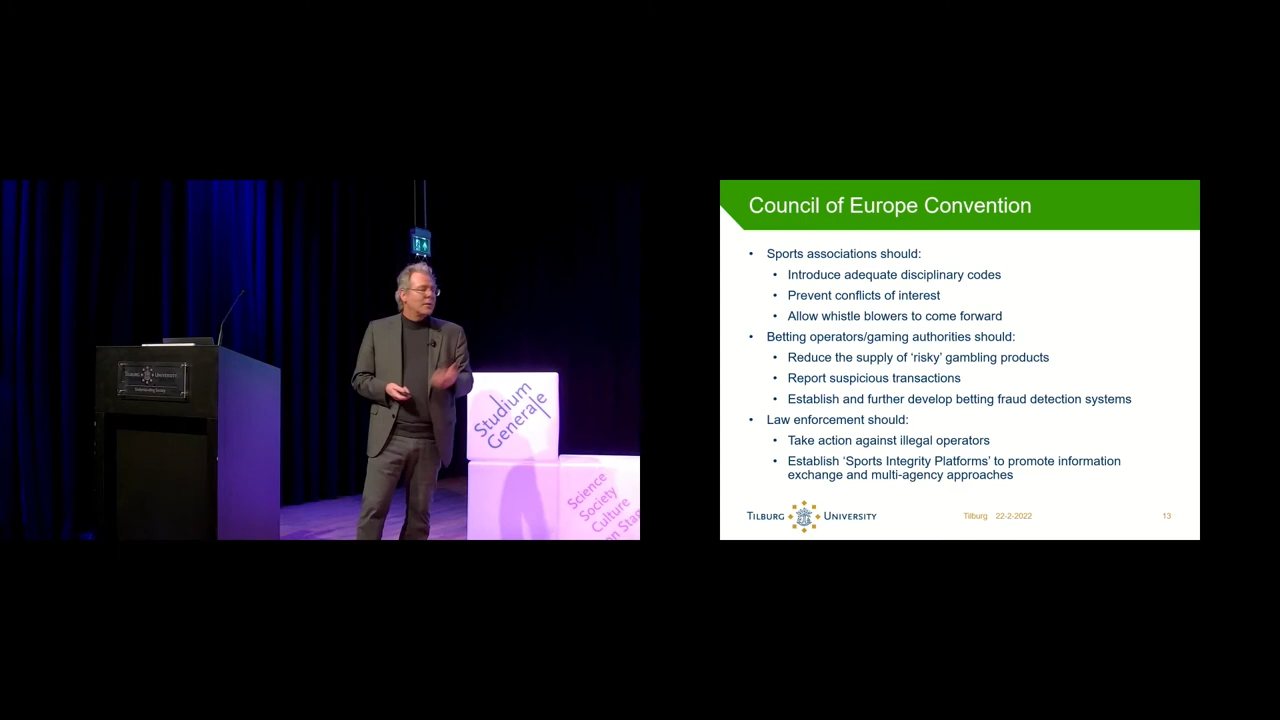 TILBURG UNIVERSITY
Understanding Society
Studium
Generale
Science
Society
Culture
Council of Europe Convention
• Sports associations should:
• Introduce adequate disciplinary codes
• Prevent conflicts of interest
• Allow whistle blowers to come forward
• Betting operators/gaming authorities should:
• Reduce the supply of ‘risky’ gambling products
• Report suspicious transactions
• Establish and further develop betting fraud detection systems
• Law enforcement should:
• Take action against illegal operators
• Establish ‘Sports Integrity Platforms’ to promote information
exchange and multi-agency approaches
TILBURG UNIVERSITY
Tilburg 22-2-2022
13